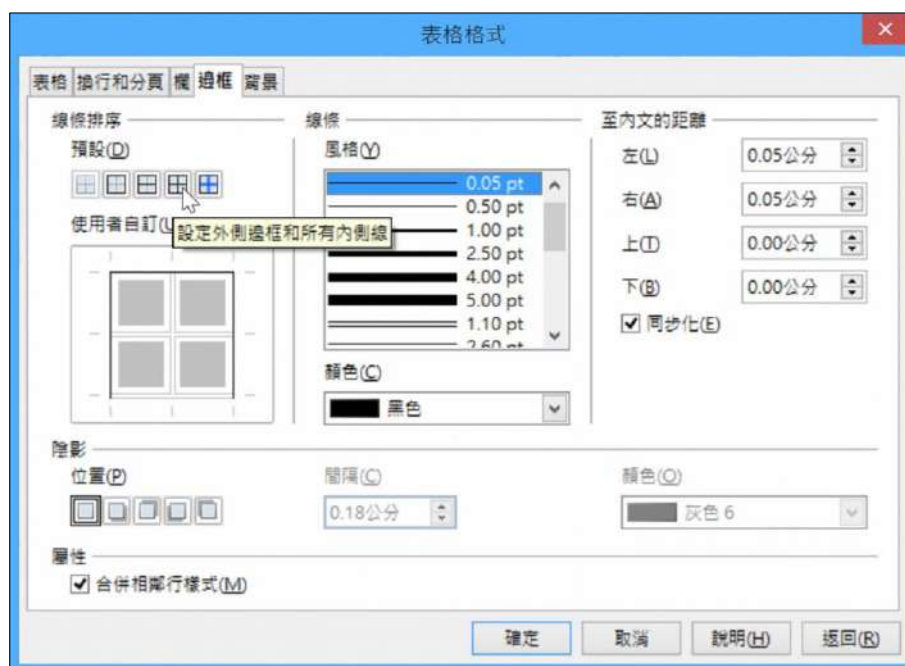 表格格式
表格 換行和分頁 欄 邊框 背景
線條排序
預設(D)
使用者自訂(U
設定外側邊框和所有內側線
線條
風格(Y)
0.05 pt
0.50 pt
1.00 pt
2.50 pt
4.00 pt
5.00 pt
1.10 pt
2.60 pt
顏色(C)
黑色
至內文的距離
左(L) 0.05公分
右(A) 0.05公分
上(T) 0.00公分
下(B) 0.00公分
同步化(E)
陰影
位置(P)
間隔(C)
0.18公分
顏色(O)
灰色 6
屬性
合併相鄰行樣式(M)
確定 取消 說明(H) 返回(R)